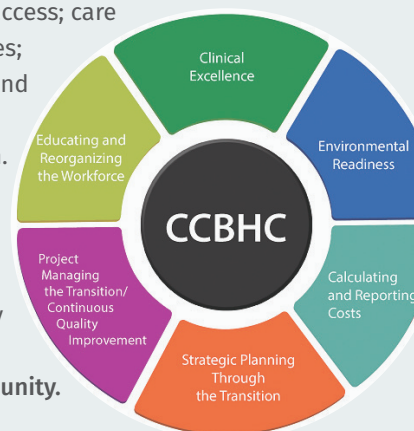 ccess; care
es;
nd
.
y
unity.
Clinical
Excellence
Environmental
Readiness
Calculating
and Reporting
Costs
Strategic Planning
Through
the Transition
Project
Managing
the Transition/
Continuous
Quality
Improvement
Educating and
Reorganizing
the Workforce
CCBHC